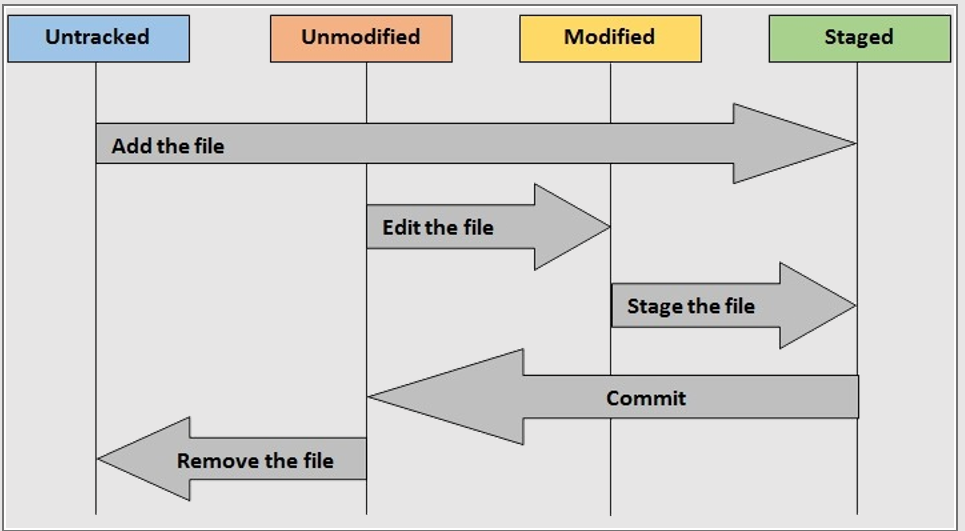 Untracked
Unmodified
Modified
Staged
Add the file
Edit the file
Stage the file
Commit
Remove the file